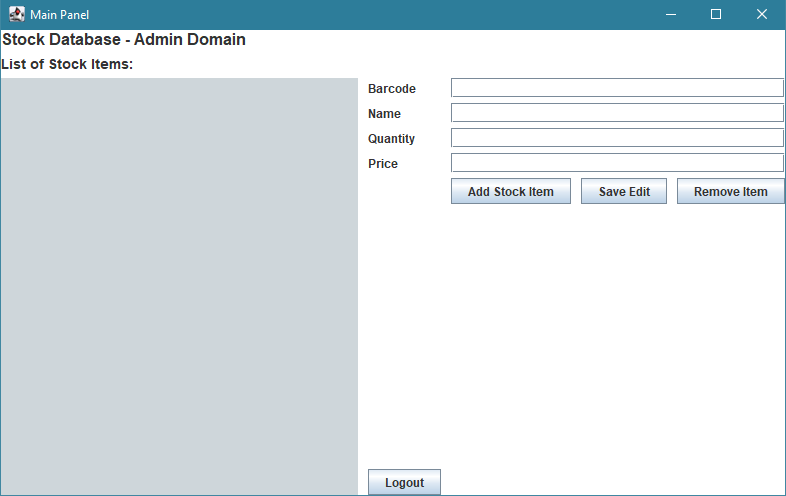 Main Panel
Stock Database - Admin Domain
List of Stock Items:
Barcode
Name
Quantity
Price
Add Stock Item Save Edit Remove Item
Logout